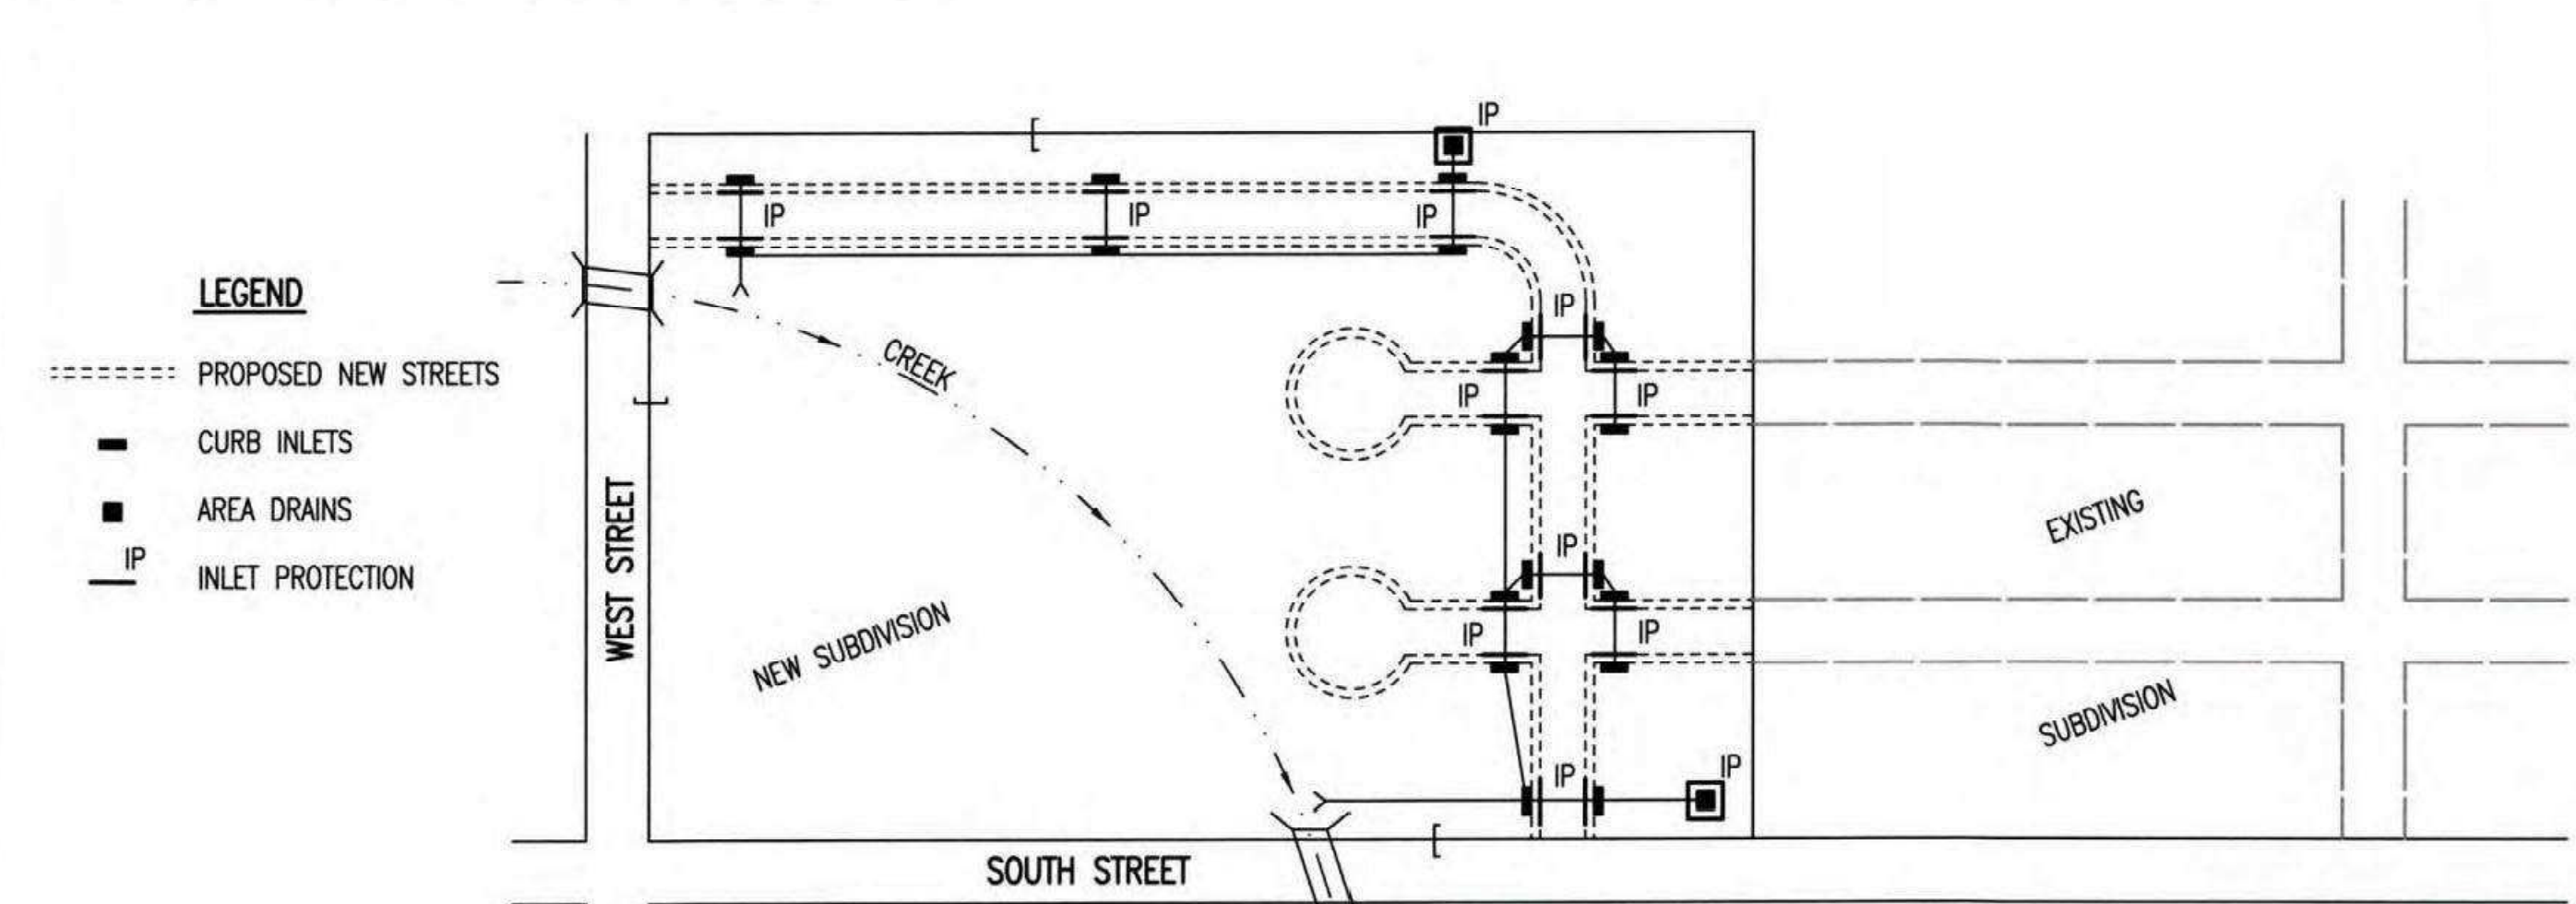 IP
IP
IP
IP
LEGEND
PROPOSED NEW STREETS
CURB INLETS
AREA DRAINS
IP
INLET PROTECTION
WEST STREET
CREEK
NEW SUBDIVISION
IP
IP
IP
IP
IP
IP
IP
IP
EXISTING
SUBDIVISION
SOUTH STREET